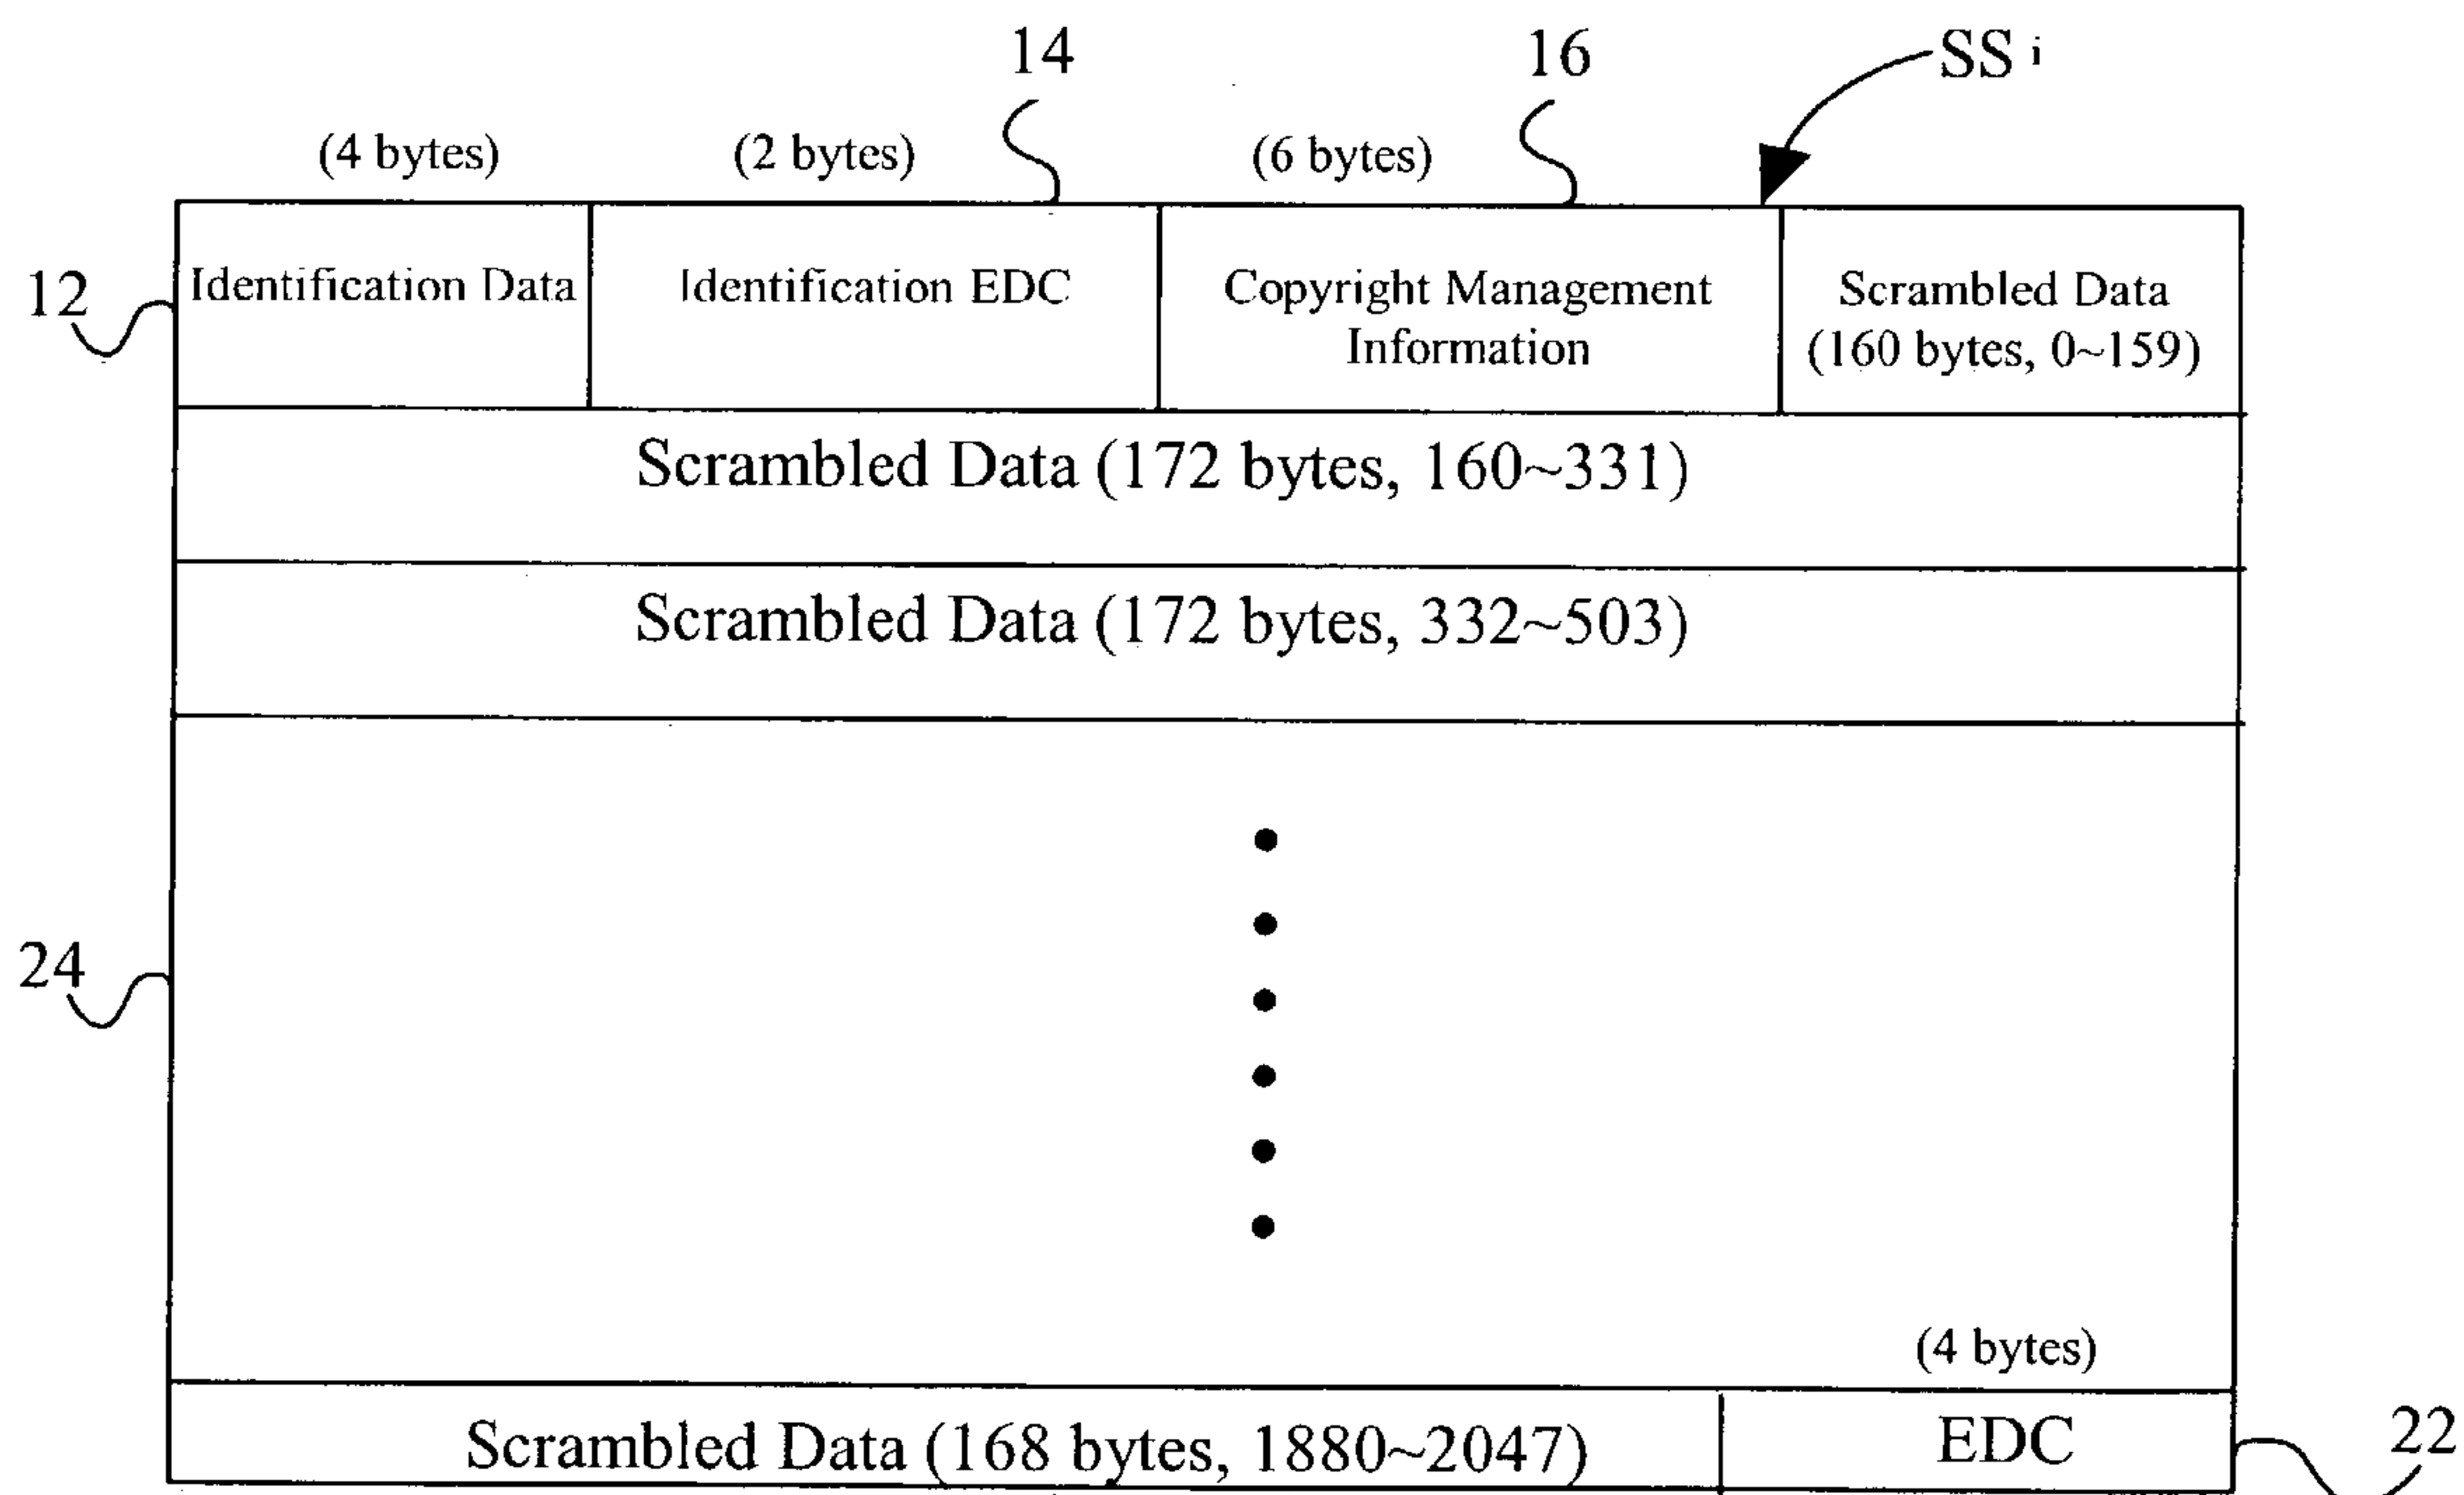 14
16
SS i
(4 bytes)
(2 bytes)
(6 bytes)
12
Identification Data
Identification EDC
Copyright Management
Information
Scrambled Data
(160 bytes, 0~159)
Scrambled Data (172 bytes, 160~331)
Scrambled Data (172 bytes, 332~503)
24
(4 bytes)
Scrambled Data (168 bytes, 1880~2047)
EDC
22